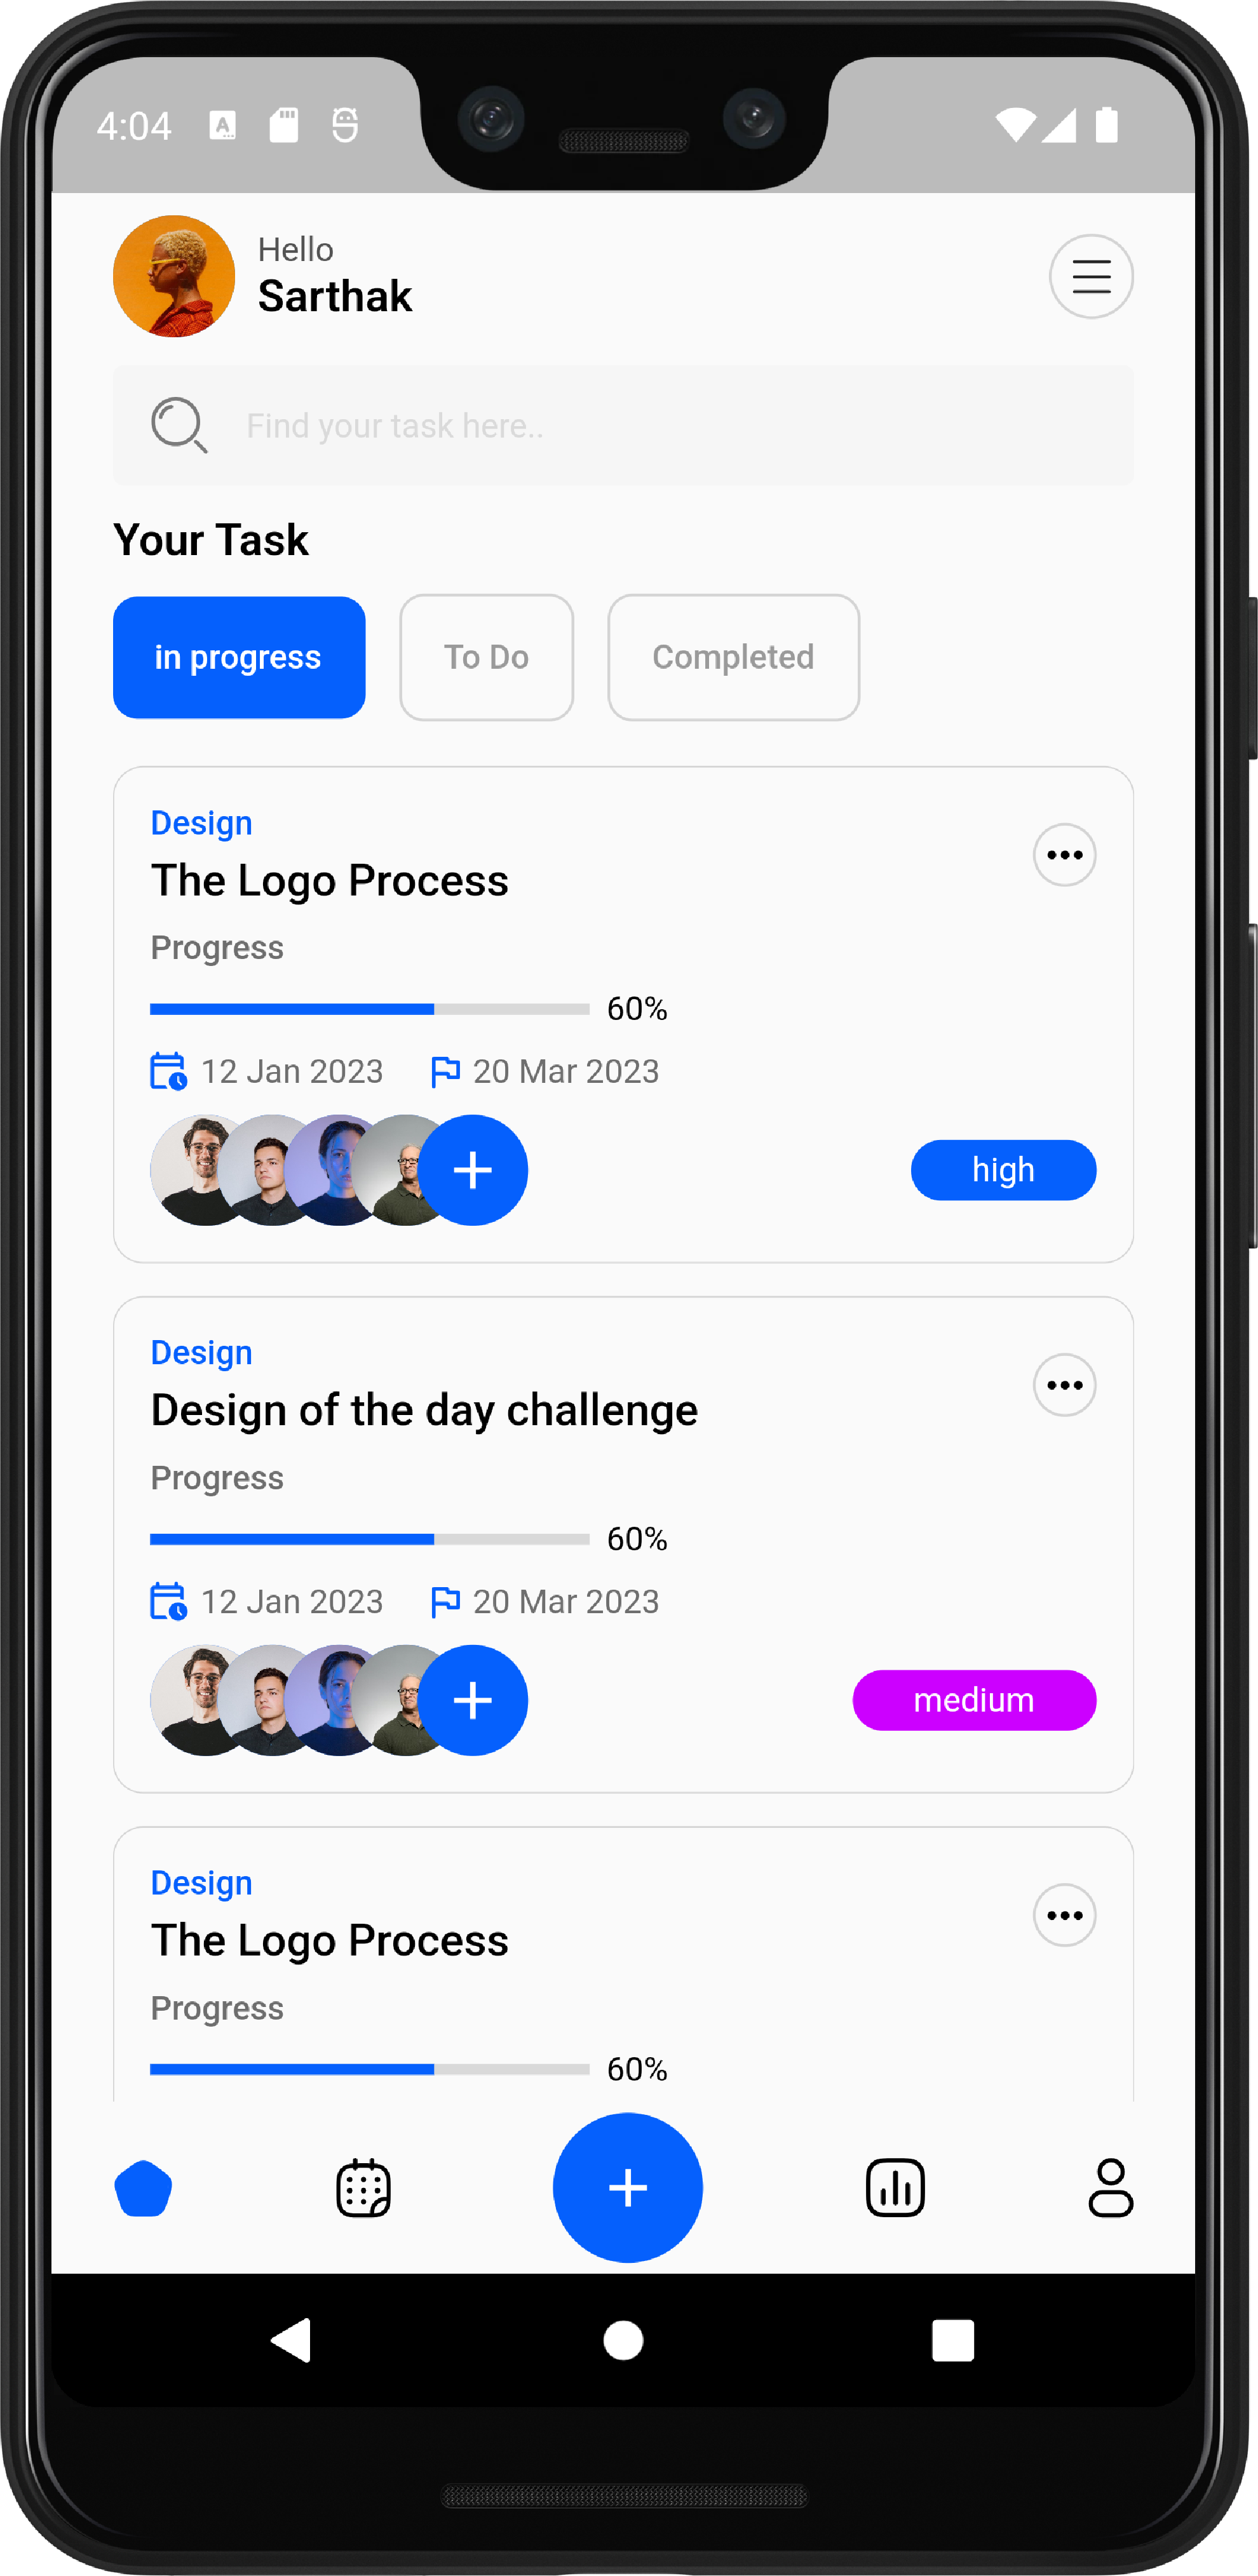 4:04
Hello
Sarthak
Find your task here..
Your Task
in progress
To Do
Completed
Design
The Logo Process
Progress
60%
12 Jan 2023
20 Mar 2023
high
Design
Design of the day challenge
Progress
60%
12 Jan 2023
20 Mar 2023
medium
Design
The Logo Process
Progress
60%